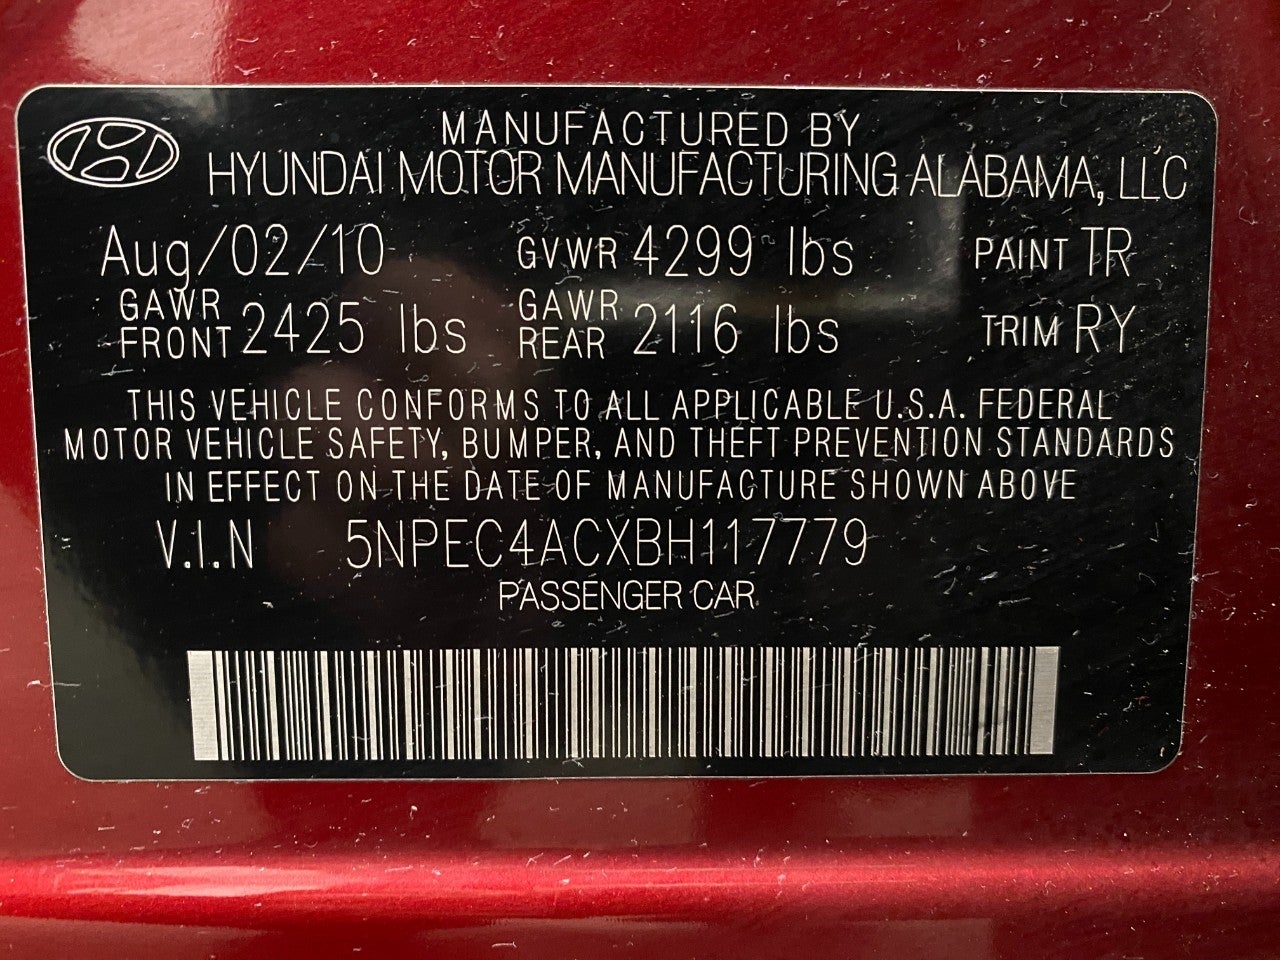 MANUFACTURED BY
HYUNDAI MOTOR MANUFACTURING ALABAMA, LLC
Aug/02/10 GVWR 4299 lbs PAINT TR
GAWR FRONT 2425 lbs GAWR REAR 2116 lbs TRIM RY
THIS VEHICLE CONFORMS TO ALL APPLICABLE U.S.A. FEDERAL
MOTOR VEHICLE SAFETY, BUMPER, AND THEFT PREVENTION STANDARDS
IN EFFECT ON THE DATE OF MANUFACTURE SHOWN ABOVE
V.I.N 5NPEC4ACXBH117779
PASSENGER CAR